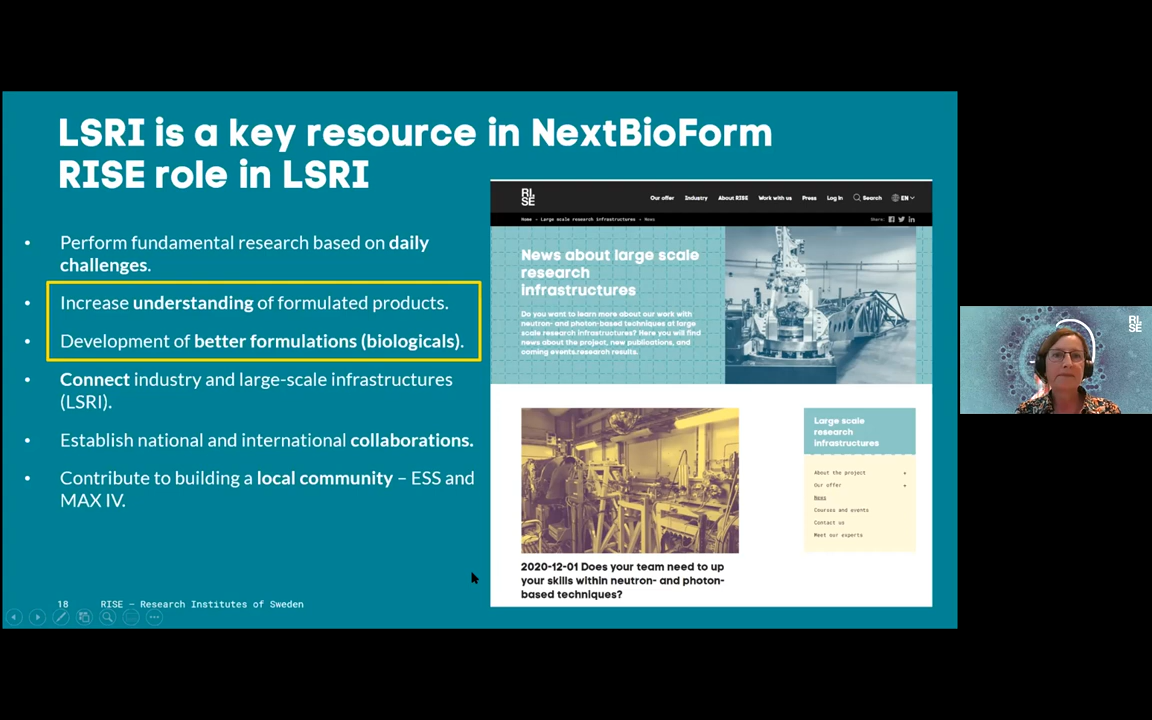 LSRI is a key resource in NextBioForm
RISE role in LSRI
• Perform fundamental research based on daily
challenges.
• Increase understanding of formulated products.
• Development of better formulations (biologicals).
• Connect industry and large-scale infrastructures
(LSRI).
• Establish national and international collaborations.
• Contribute to building a local community – ESS and
MAX IV.
18 RISE — Research Institutes of Sweden
RI.
SE
Our offer Industry About RISE Work with us Press Log in Search EN
Home Large scale research infrastructures News Share:
News about large scale
research
infrastructures
Do you want to learn more about our work with
neutron- and photon-based techniques at large
scale research infrastructures? Here you will find
news about the project, new publications, and
coming events.research results.
2020-12-01 Does your team need to up
your skills within neutron- and photon-
based techniques?
Large scale
research
infrastructures
About the project +
Our offer +
News
Courses and events
Contact us
Meet our experts
RI.
SE